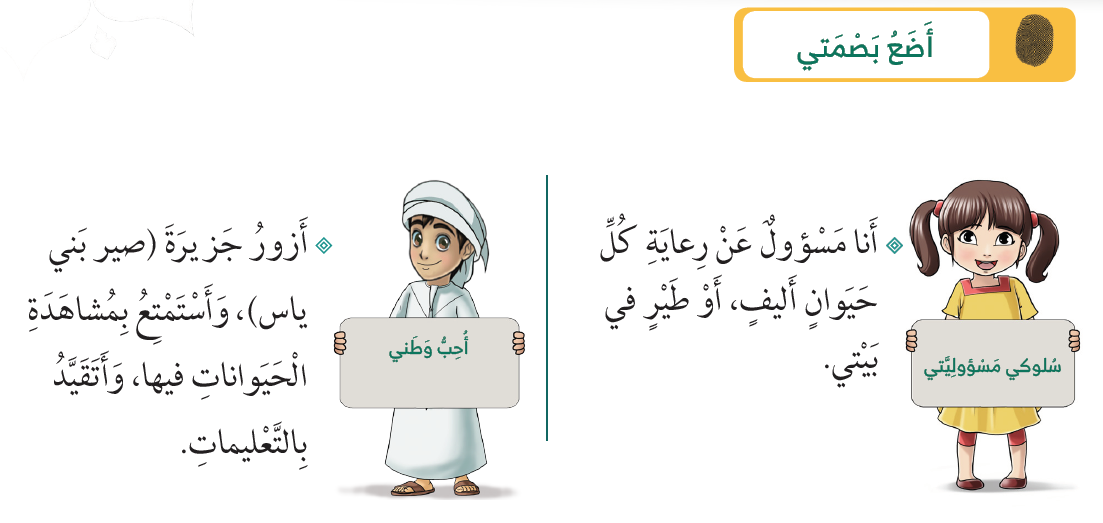 أَضَعُ بَصْمَتي
سُلوكي مَسْؤولِيَّتي
أَنا مَسْؤولٌ عَنْ رِعايَةِ كُلِّ
حَيَوانٍ أَليفٍ، أَوْ طَيْرٍ في
بَيْتي.
أُحِبُّ وَطَني
أَزورُ جَزيرَةَ (صير بَني
ياس)، وَأَسْتَمْتِعُ بِمُشاهَدَةِ
الْحَيَواناتِ فيها، وَأَتَقَيَّدُ
بِالتَّعْليماتِ.